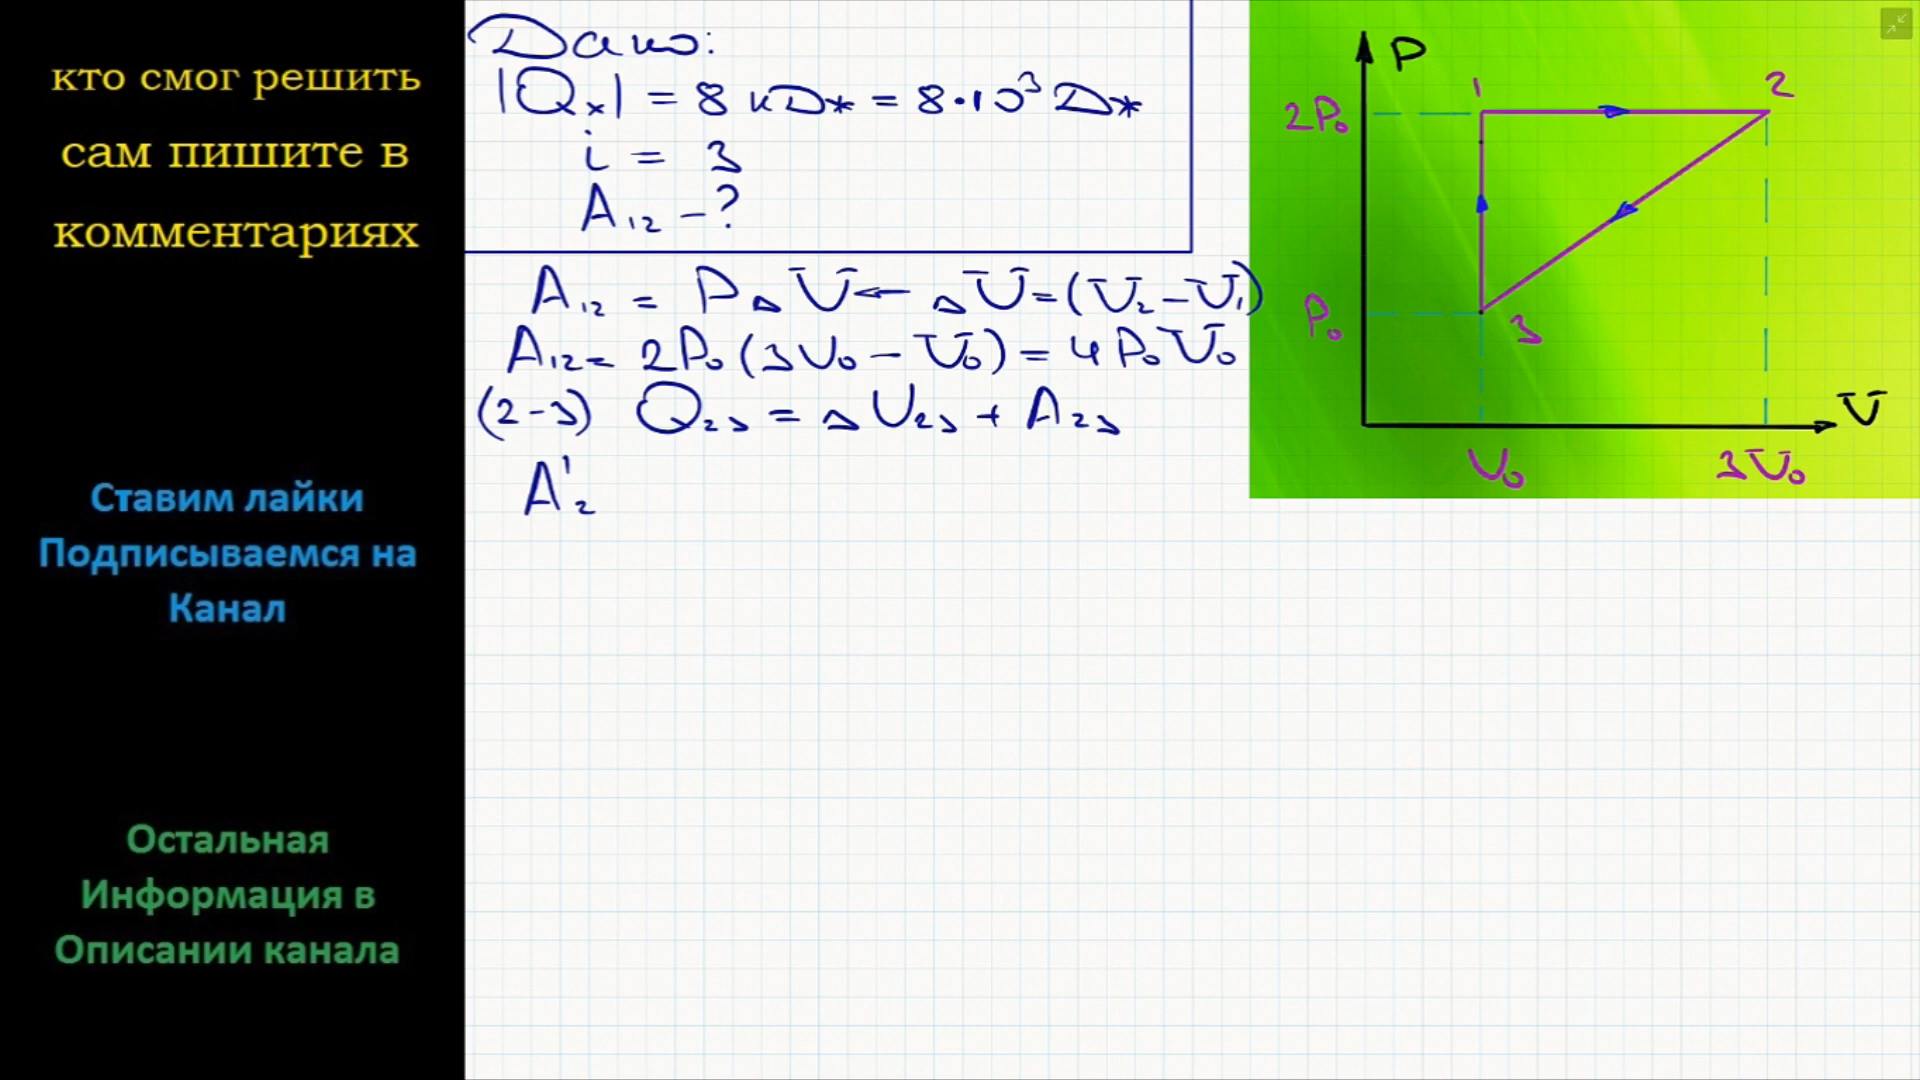 кто смог решить
сам пишите в
комментариях
Ставим лайки
Подписываемся на
Канал
Остальная
Информация в
Описании канала
Дано:
|Qₓ| = 8 кДж = 8·10³ Дж
i = 3
A₁₂ – ?
A₁₂ = PΔV ← ΔV = (V₂ – V₁)
A₁₂ = 2P₀(3V₀ – V₀) = 4P₀V₀
(2-3) Q₂₃ = ΔU₂₃ + A₂₃
A'₂
P
1
2
2P₀
P₀
3
V
V₀
3V₀